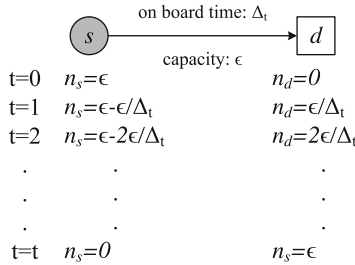 on board time: Δt
s
d
capacity: ϵ
t=0 ns=ϵ nd=0
t=1 ns=ϵ-ϵ/Δt nd=ϵ/Δt
t=2 ns=ϵ-2ϵ/Δt nd=2ϵ/Δt
. . .
. . .
. . .
t=t ns=0 ns=ϵ